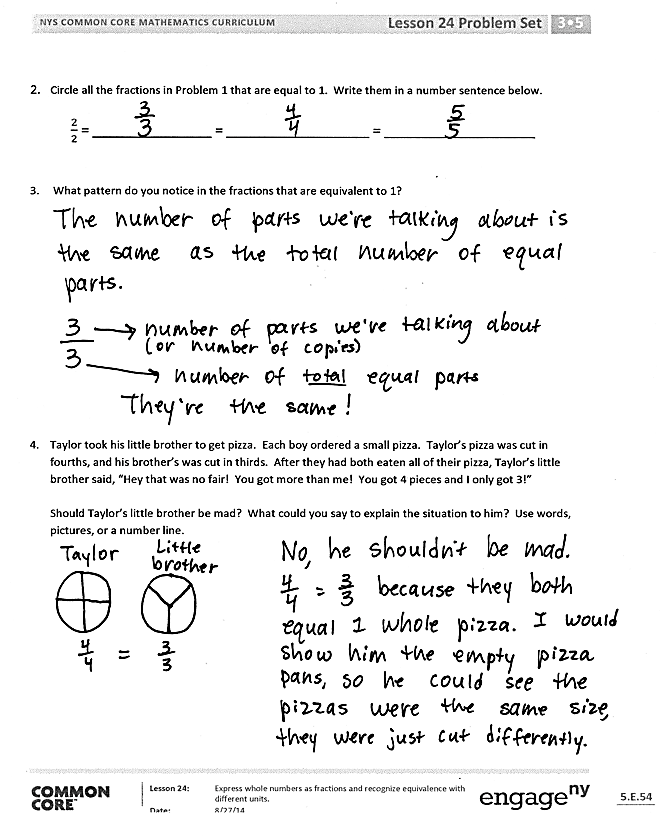 NYS COMMON CORE MATHEMATICS CURRICULUM Lesson 24 Problem Set 3•5
2. Circle all the fractions in Problem 1 that are equal to 1. Write them in a number sentence below.
2/2 = 3/3 = 4/4 = 5/5
3. What pattern do you notice in the fractions that are equivalent to 1?
The number of parts we're talking about is
the same as the total number of equal
parts.
3/3 → number of parts we're talking about
(or number of copies)
→ number of total equal parts
They're the same!
4. Taylor took his little brother to get pizza. Each boy ordered a small pizza. Taylor's pizza was cut in
fourths, and his brother's was cut in thirds. After they had both eaten all of their pizza, Taylor's little
brother said, "Hey that was no fair! You got more than me! You got 4 pieces and I only got 3!"
Should Taylor's little brother be mad? What could you say to explain the situation to him? Use words,
pictures, or a number line.
Taylor Little
brother
4/4 = 3/3
No, he shouldn't be mad.
4/4 = 3/3 because they both
equal 1 whole pizza. I would
show him the empty pizza
pans, so he could see the
pizzas were the same size,
they were just cut differently.
COMMON
CORE™
Lesson 24: Express whole numbers as fractions and recognize equivalence with
different units.
Date: 8/27/14
engage ny
5.E.54